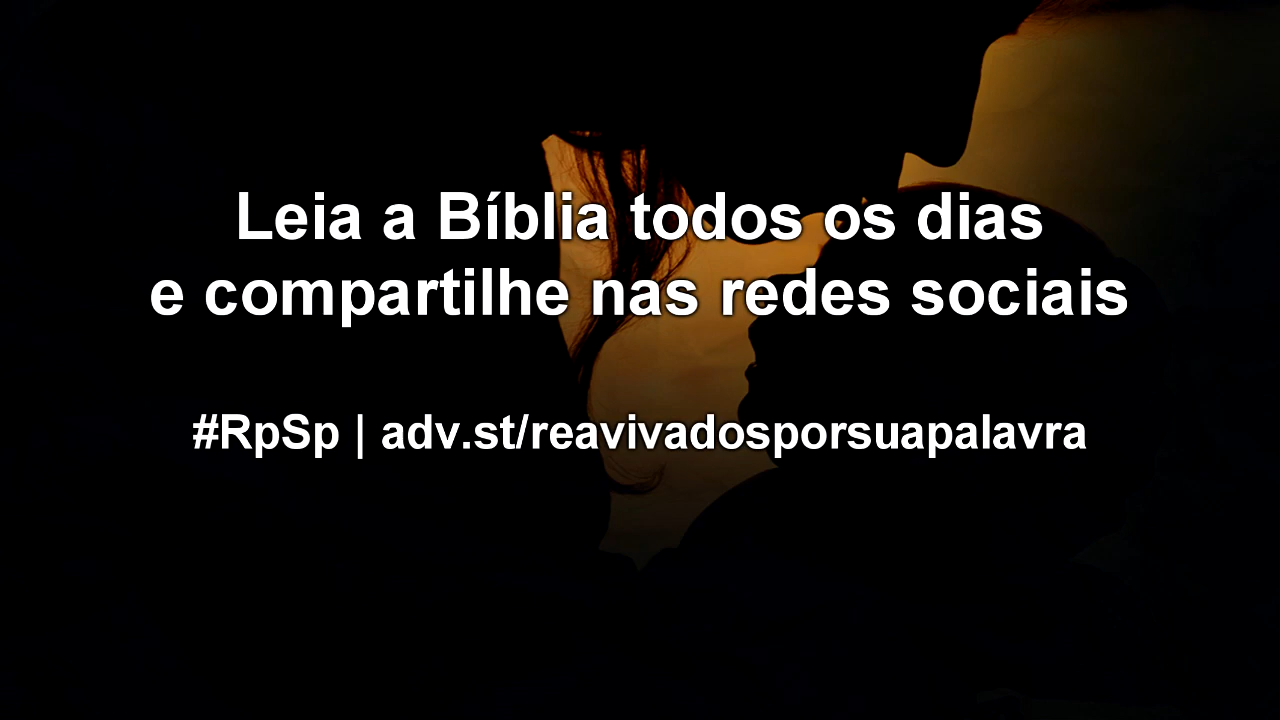 Leia a Bíblia todos os dias
e compartilhe nas redes sociais
#RpSp | adv.st/reavivadosporsuapalavra